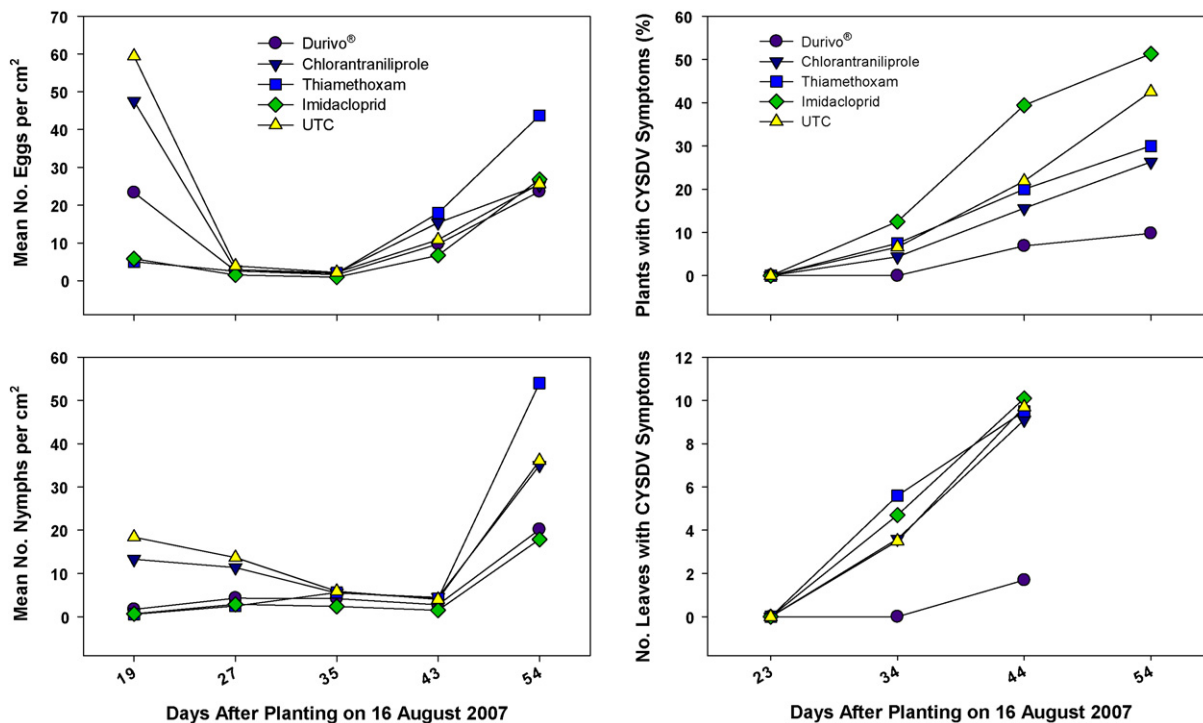 Mean No. Eggs per cm²
70
60
50
40
30
20
10
0
Durivo®
Chlorantraniliprole
Thiamethoxam
Imidacloprid
UTC
Plants with CYSDV Symptoms (%)
60
50
40
30
20
10
0
Durivo®
Chlorantraniliprole
Thiamethoxam
Imidacloprid
UTC
Mean No. Nymphs per cm²
60
50
40
30
20
10
0
19 27 35 43 54
Days After Planting on 16 August 2007
No. Leaves with CYSDV Symptoms
12
10
8
6
4
2
0
23 34 44 54
Days After Planting on 16 August 2007